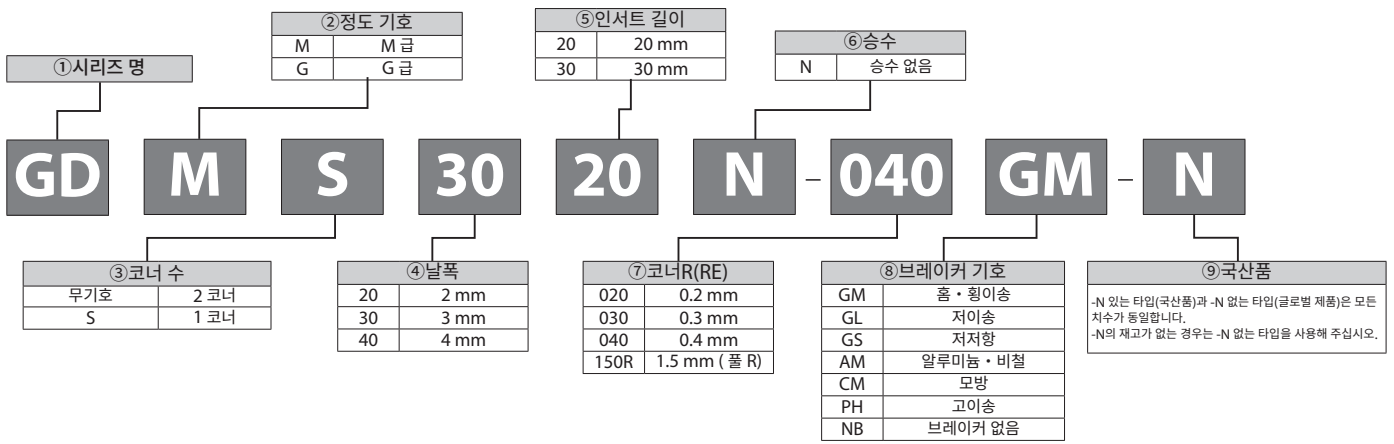 ①시리즈 명
②정도 기호
M M 급
G G 급
⑤인서트 길이
20 20 mm
30 30 mm
⑥승수
N 승수 없음
GD M S 30 20 N - 040 GM - N
③코너 수
무기호 2 코너
S 1 코너
④날폭
20 2 mm
30 3 mm
40 4 mm
⑦코너R(RE)
020 0.2 mm
030 0.3 mm
040 0.4 mm
150R 1.5 mm ( 풀 R)
⑧브레이커 기호
GM 홈・횡이송
GL 저이송
GS 저저항
AM 알루미늄・비철
CM 모방
PH 고이송
NB 브레이커 없음
⑨국산품
-N 있는 타입(국산품)과 -N 없는 타입(글로벌 제품)은 모든
치수가 동일합니다.
-N의 재고가 없는 경우는 -N 없는 타입을 사용해 주십시오.